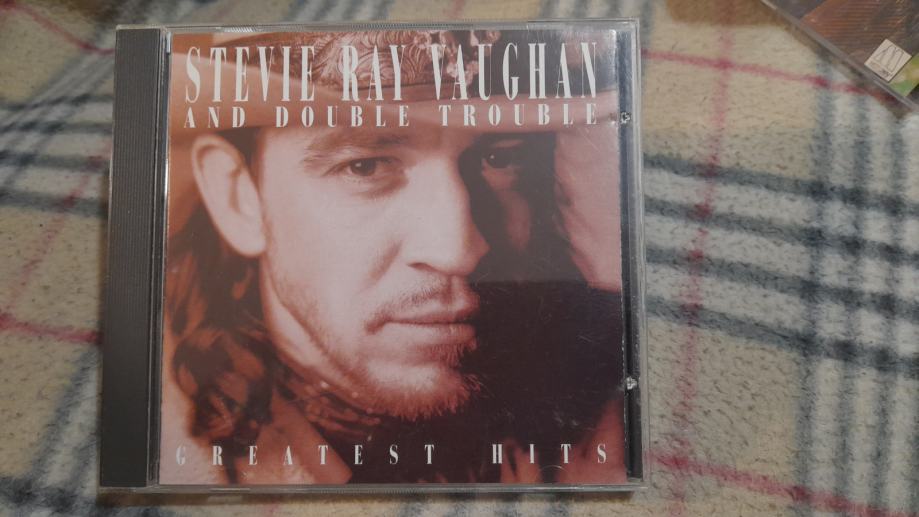 STEVIE RAY VAUGHAN
AND DOUBLE TROUBLE
GREATEST HITS